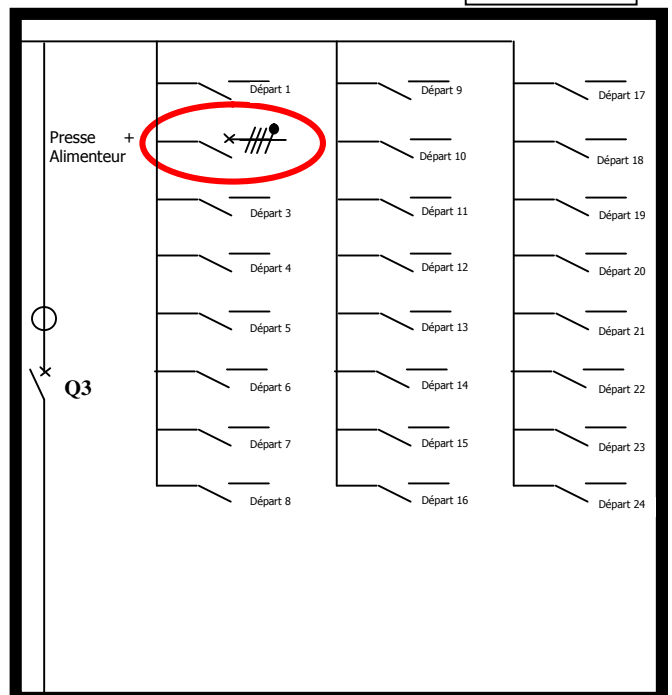 Départ 1
Presse +
Alimenteur
Départ 3
Départ 4
Départ 5
Départ 6
Départ 7
Départ 8
Q3
Départ 9
Départ 10
Départ 11
Départ 12
Départ 13
Départ 14
Départ 15
Départ 16
Départ 17
Départ 18
Départ 19
Départ 20
Départ 21
Départ 22
Départ 23
Départ 24